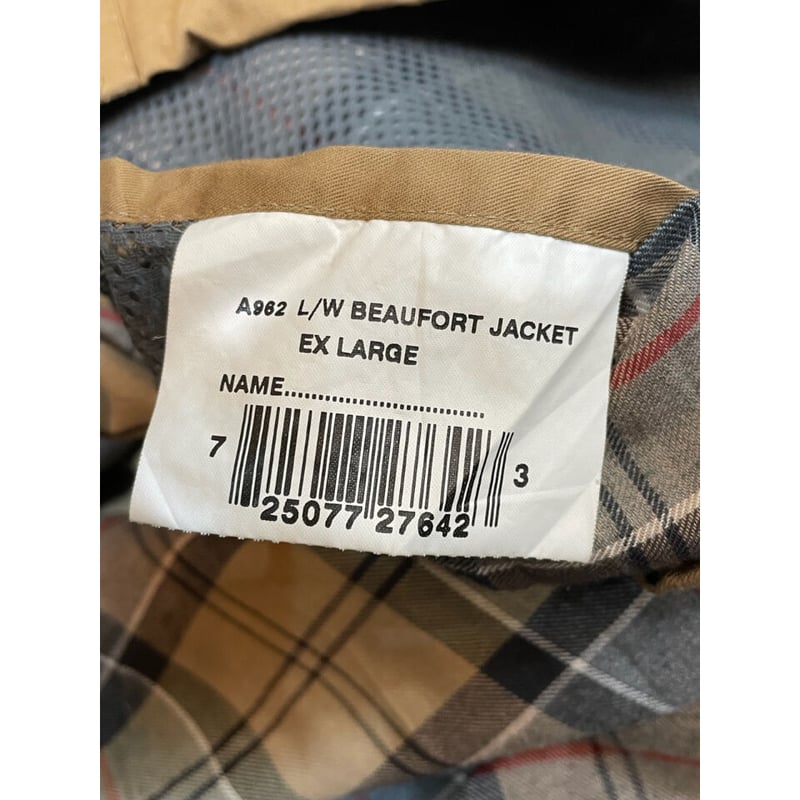 A962 L/W BEAUFORT JACKET
EX LARGE
NAME..............................
7 25077 27642 3